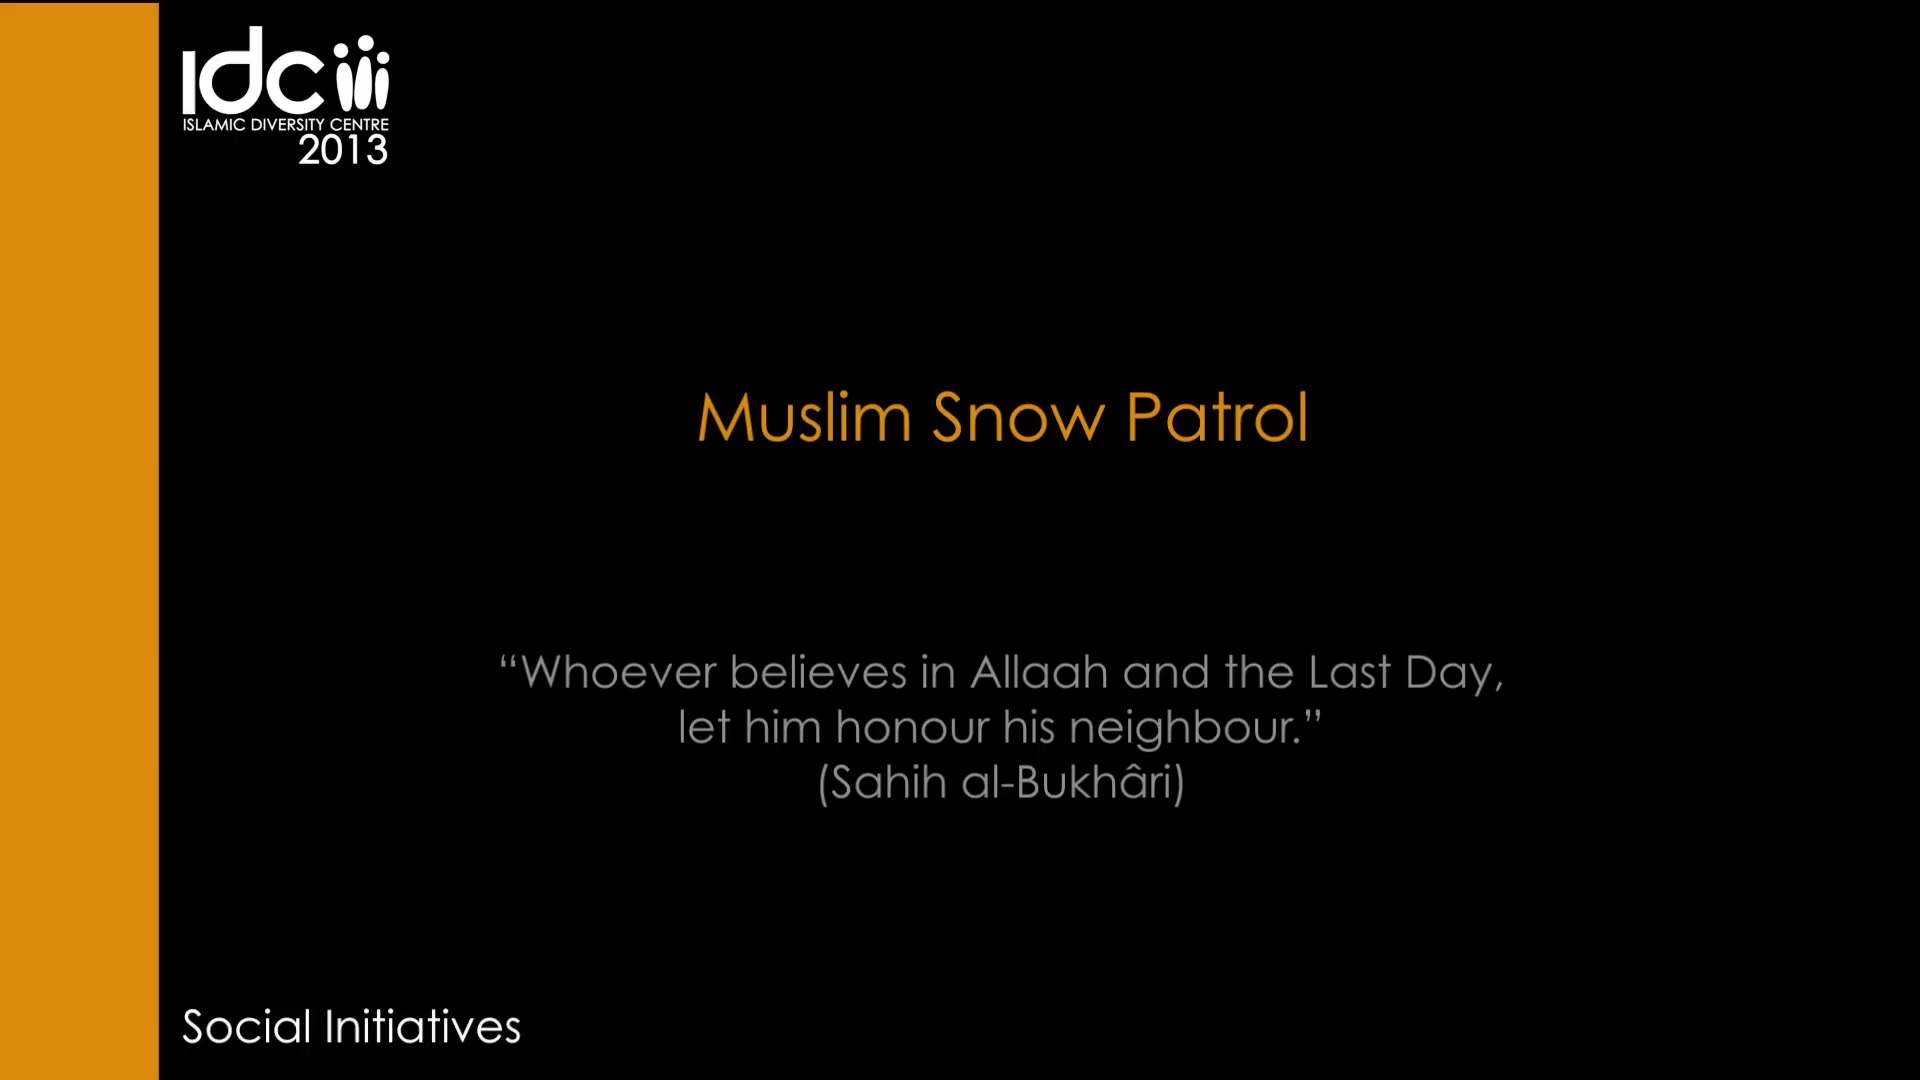 idc
ISLAMIC DIVERSITY CENTRE
2013
Muslim Snow Patrol
“Whoever believes in Allaah and the Last Day,
let him honour his neighbour.”
(Sahih al-Bukhâri)
Social Initiatives